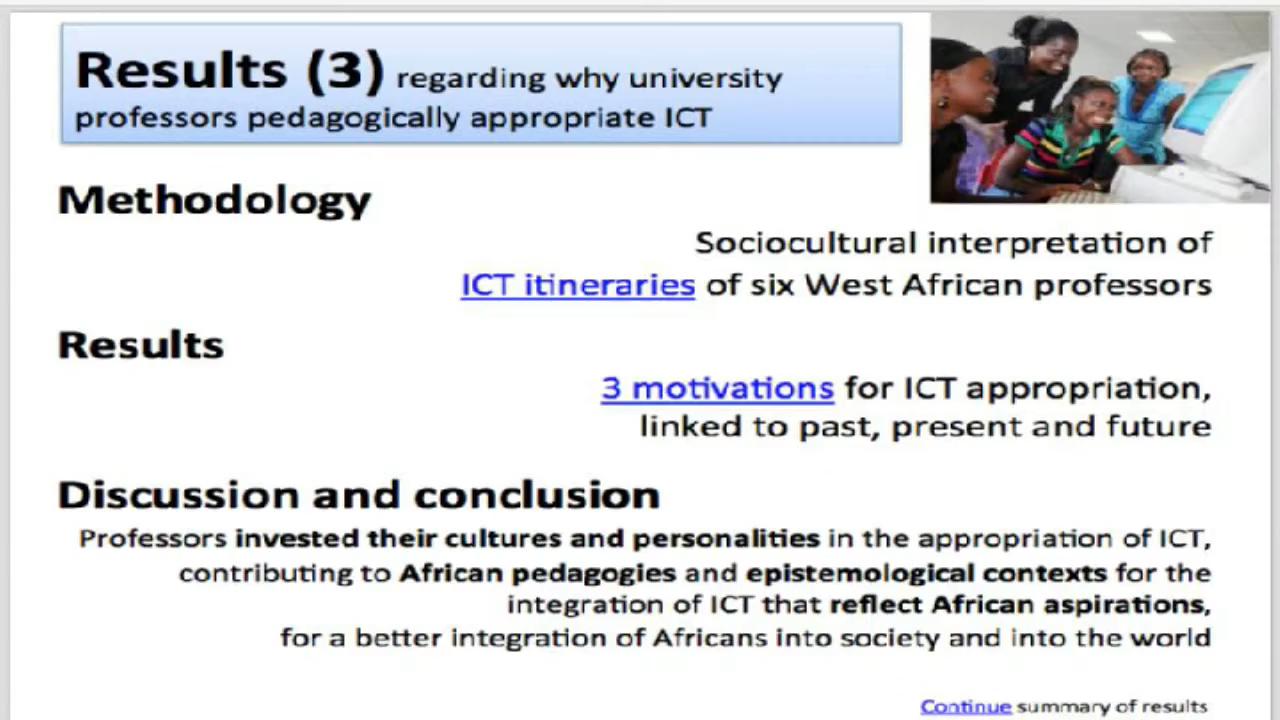 Results (3) regarding why university
professors pedagogically appropriate ICT
Methodology
Sociocultural interpretation of
ICT itineraries of six West African professors
Results
3 motivations for ICT appropriation,
linked to past, present and future
Discussion and conclusion
Professors invested their cultures and personalities in the appropriation of ICT,
contributing to African pedagogies and epistemological contexts for the
integration of ICT that reflect African aspirations,
for a better integration of Africans into society and into the world
Continue summary of results